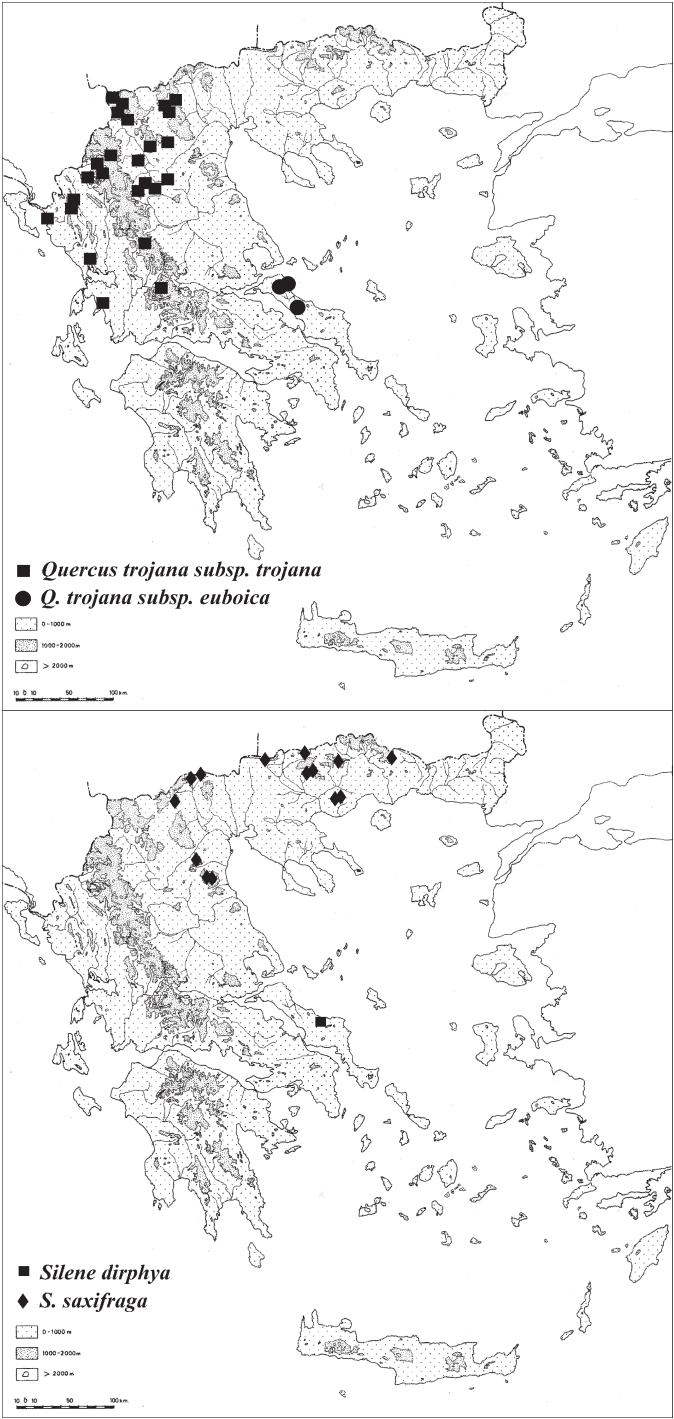 Quercus trojana subsp. trojana
Q. trojana subsp. euboica
0-1000 m
1000-2000 m
> 2000 m
10 0 10 50 100 km.
Silene dirphya
S. saxifraga
0-1000 m
1000-2000 m
> 2000 m
10 0 10 50 100 km.